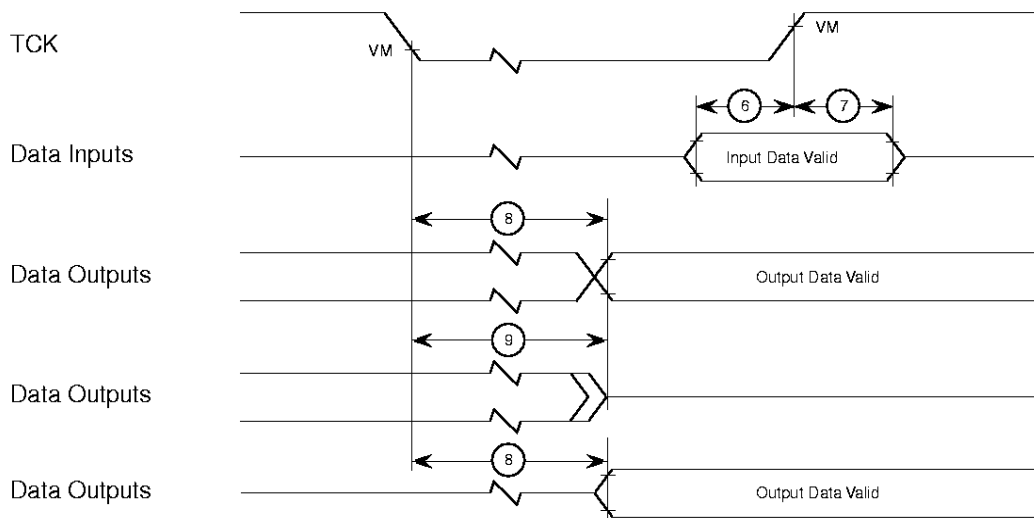 TCK
VM
VM
6
7
Data Inputs
Input Data Valid
8
Data Outputs
Output Data Valid
9
Data Outputs
8
Data Outputs
Output Data Valid